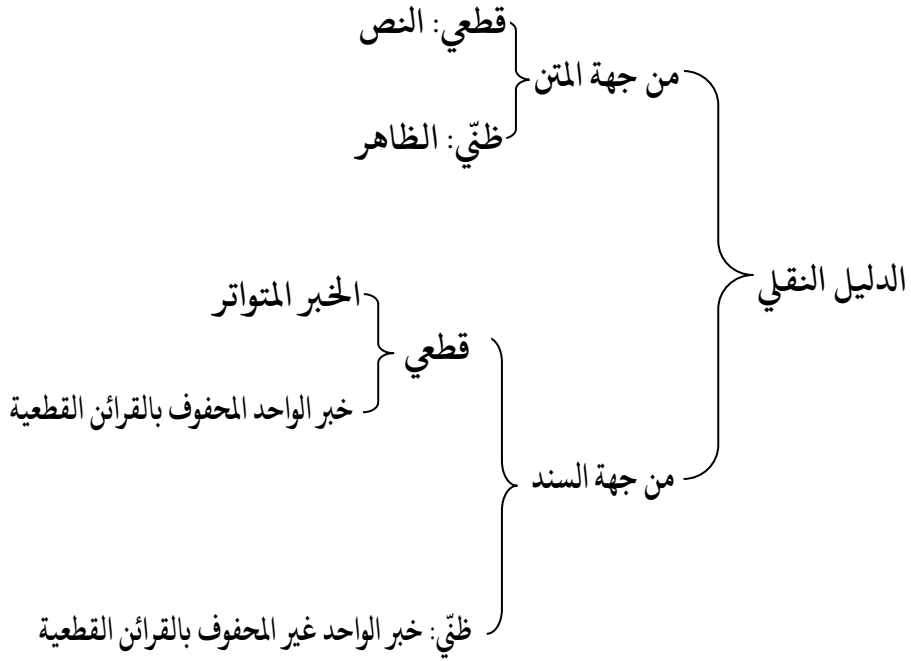 الدليل النقلي
من جهة المتن
قطعي: النص
ظنّي: الظاهر
من جهة السند
قطعي
الخبر المتواتر
خبر الواحد المحفوف بالقرائن القطعية
ظنّي: خبر الواحد غير المحفوف بالقرائن القطعية